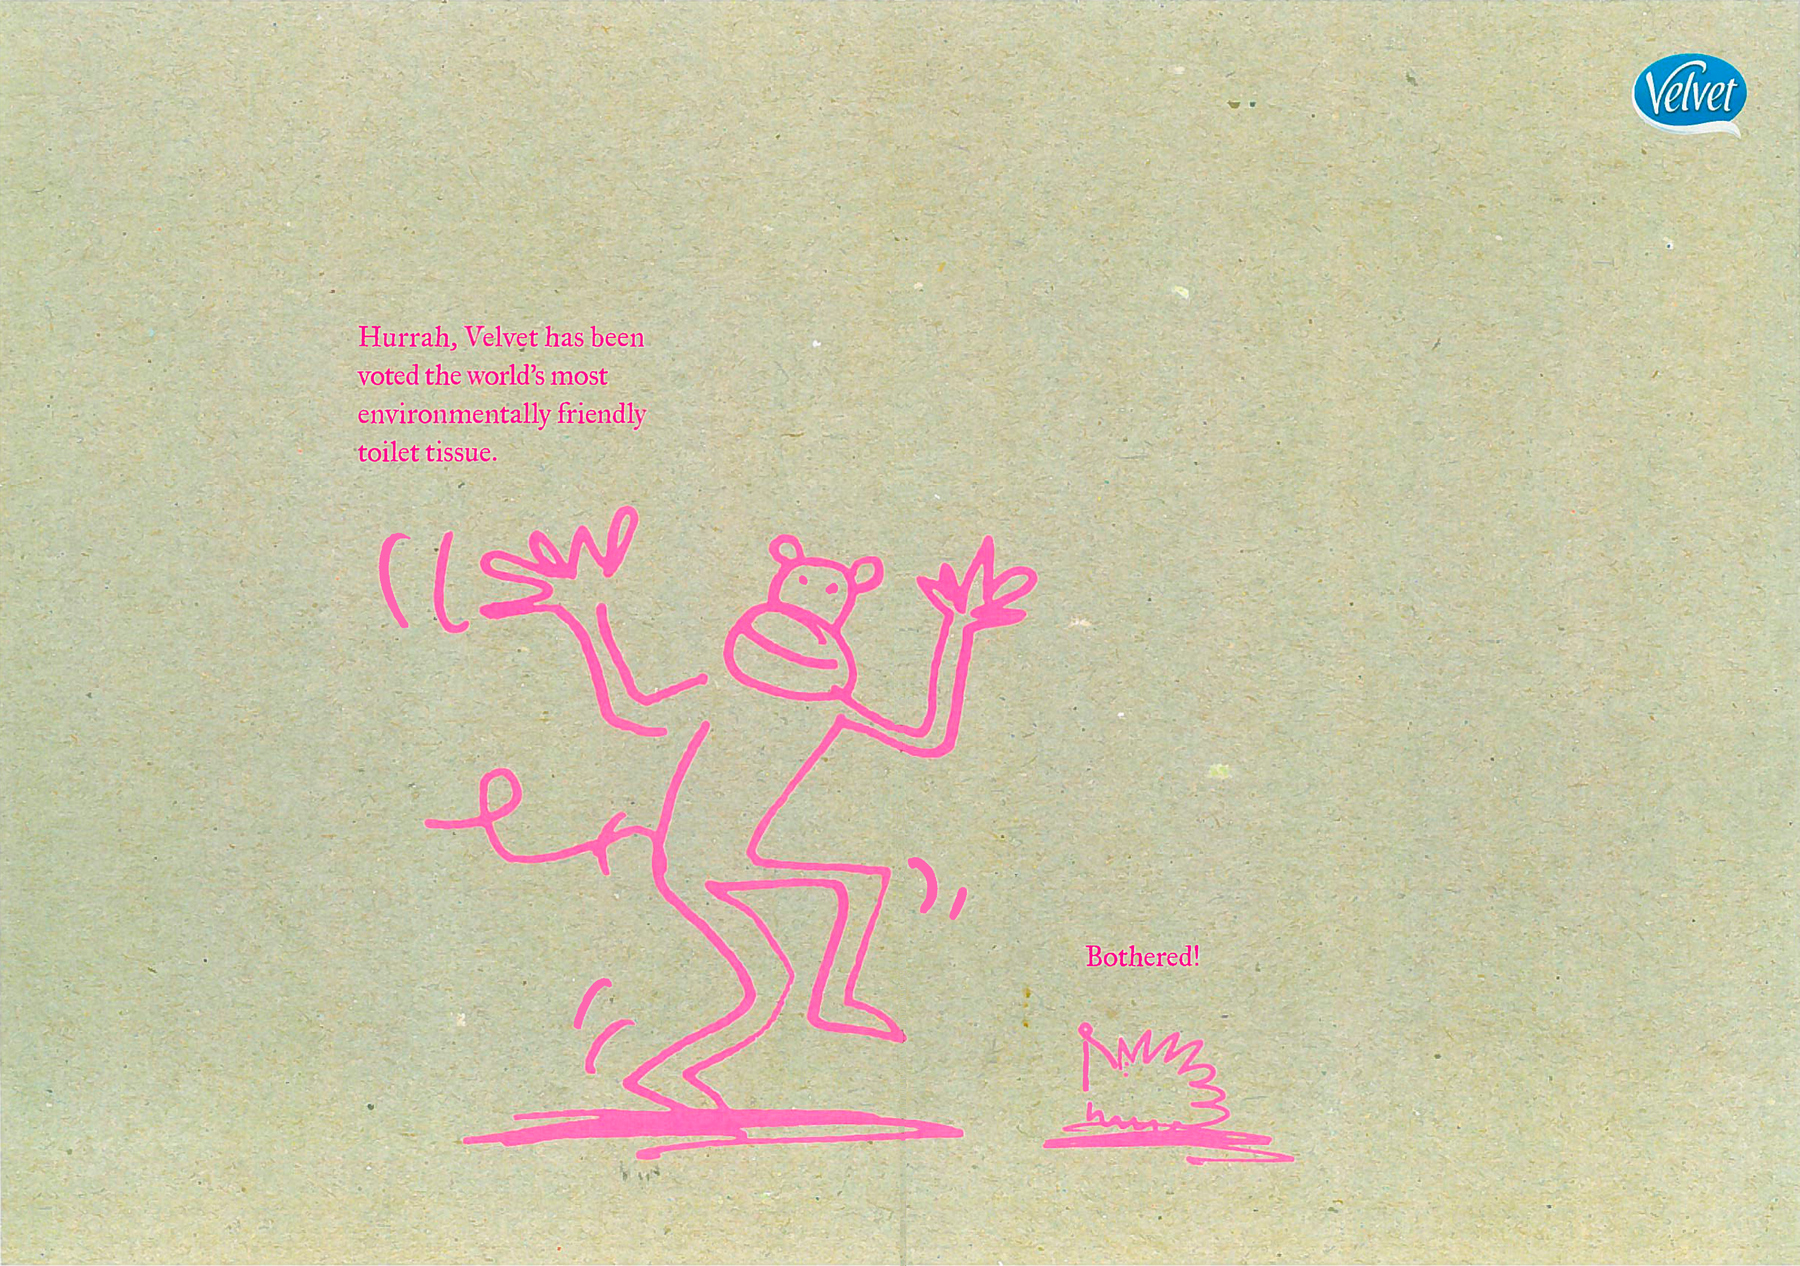 Velvet
Hurrah, Velvet has been
voted the world's most
environmentally friendly
toilet tissue.
Bothered!